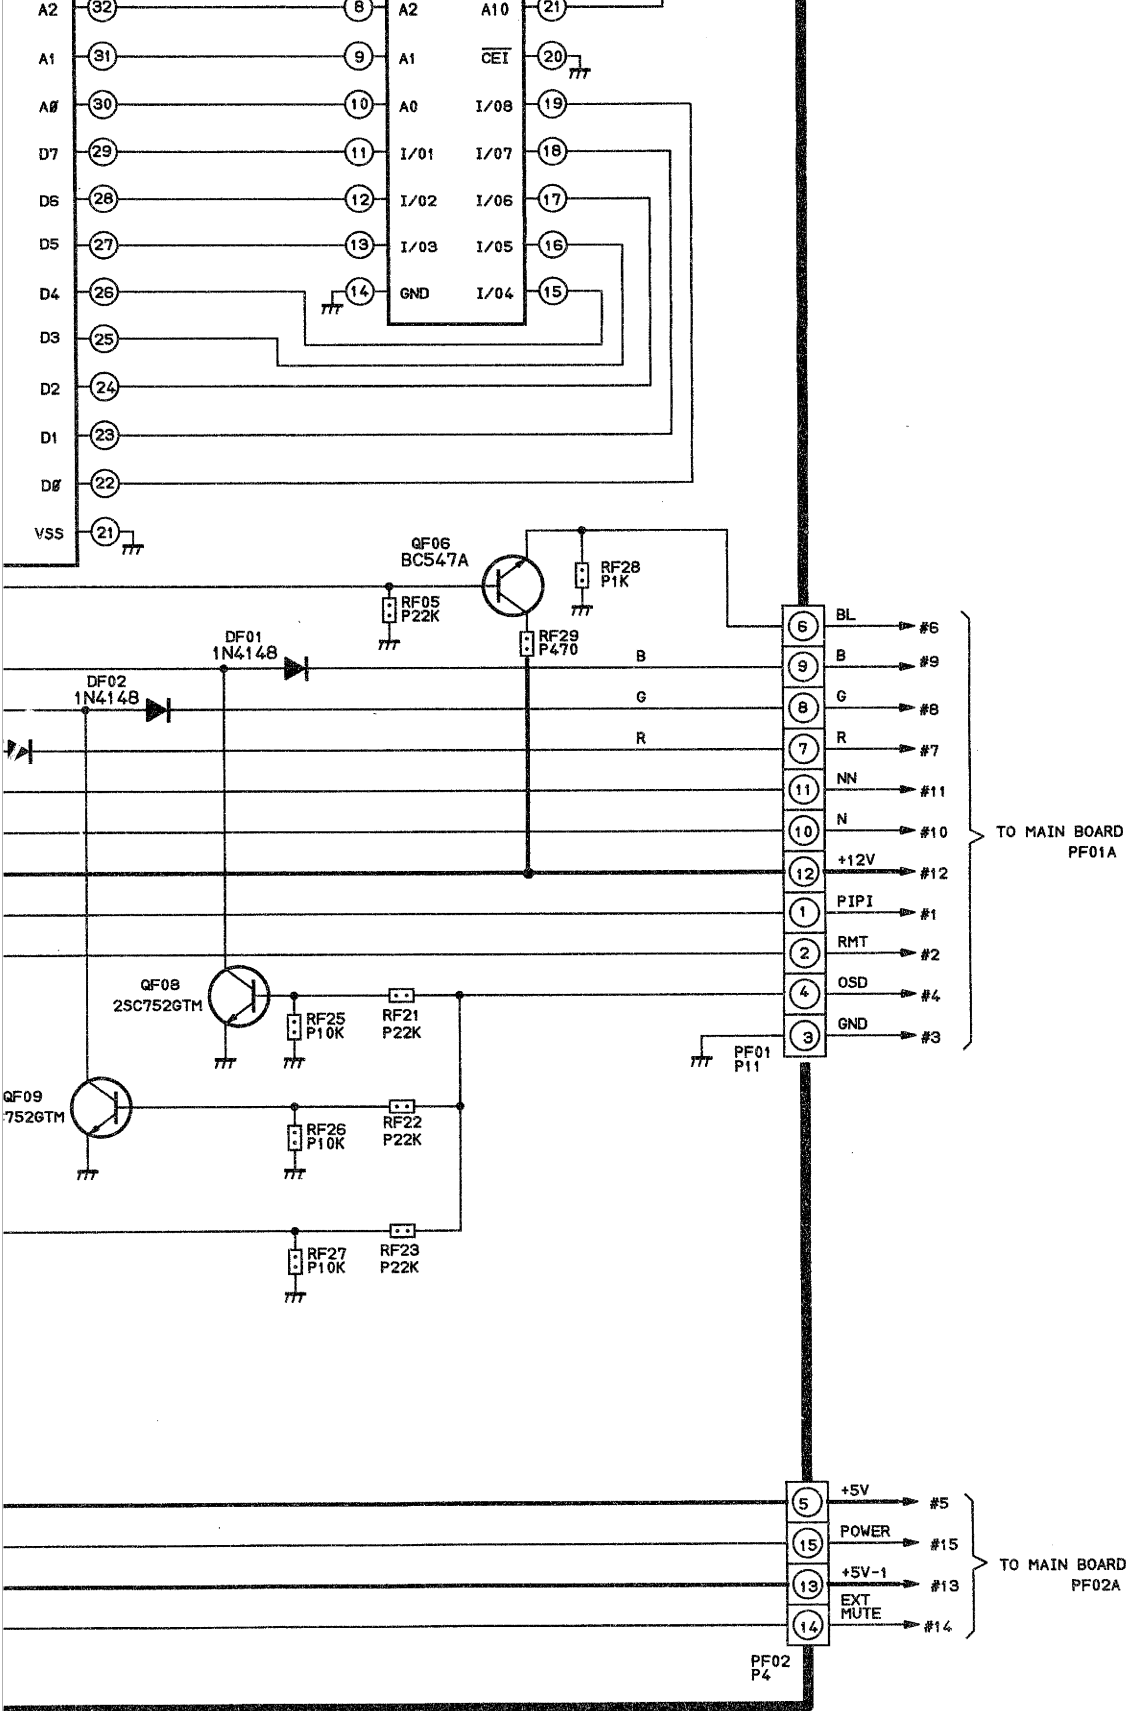 A2 32 8 A2 A10 21
A1 31 9 A1 CEI 20
AØ 30 10 A0 I/08 19
D7 29 11 I/01 I/07 18
D6 28 12 I/02 I/06 17
D5 27 13 I/03 I/05 16
D4 26 14 GND I/04 15
D3 25
D2 24
D1 23
DØ 22
VSS 21
QF06
BC547A
RF28
P1K
RF05
P22K
RF29
P470
DF01
1N4148
DF02
1N4148
B
G
R
6 BL #6
9 B #9
8 G #8
7 R #7
11 NN #11
10 N #10
12 +12V #12
1 PIPI #1
2 RMT #2
4 OSD #4
3 GND #3
TO MAIN BOARD
PF01A
PF01
P11
QF08
2SC752GTM
RF25
P10K
RF21
P22K
QF09
752GTM
RF26
P10K
RF22
P22K
RF27
P10K
RF23
P22K
5 +5V #5
15 POWER #15
13 +5V-1 #13
14 EXT
MUTE #14
TO MAIN BOARD
PF02A
PF02
P4